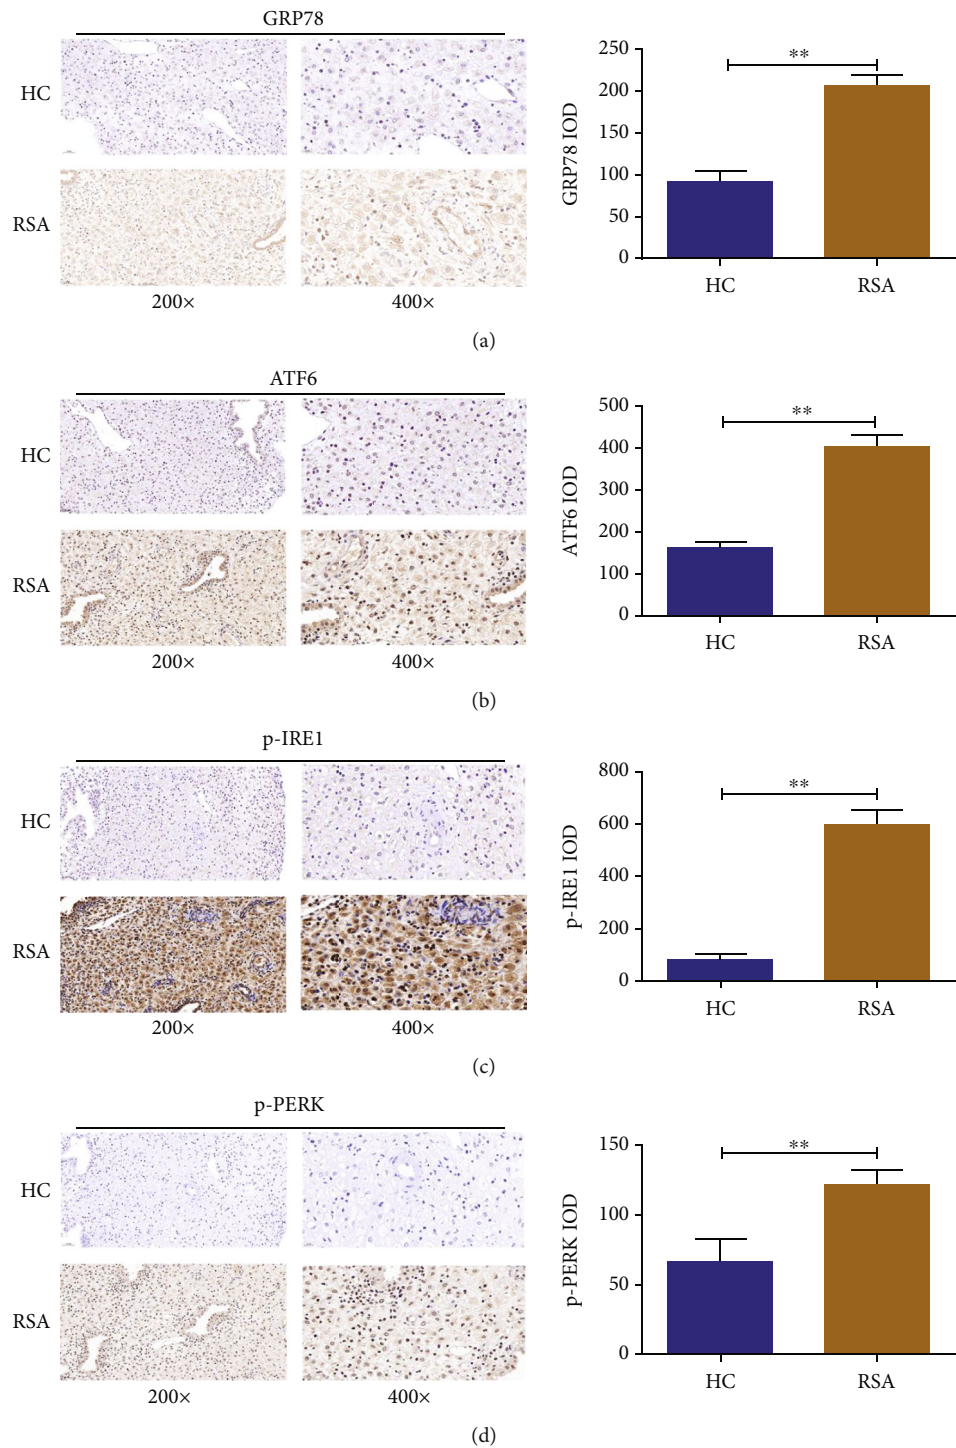 GRP78
HC
RSA
200×
400×
GRP78 IOD
250
200
150
100
50
0
**
HC
RSA
(a)
ATF6
HC
RSA
200×
400×
ATF6 IOD
500
400
300
200
100
0
**
HC
RSA
(b)
p-IRE1
HC
RSA
200×
400×
p-IRE1 IOD
800
600
400
200
0
**
HC
RSA
(c)
p-PERK
HC
RSA
200×
400×
p-PERK IOD
150
100
50
0
**
HC
RSA
(d)